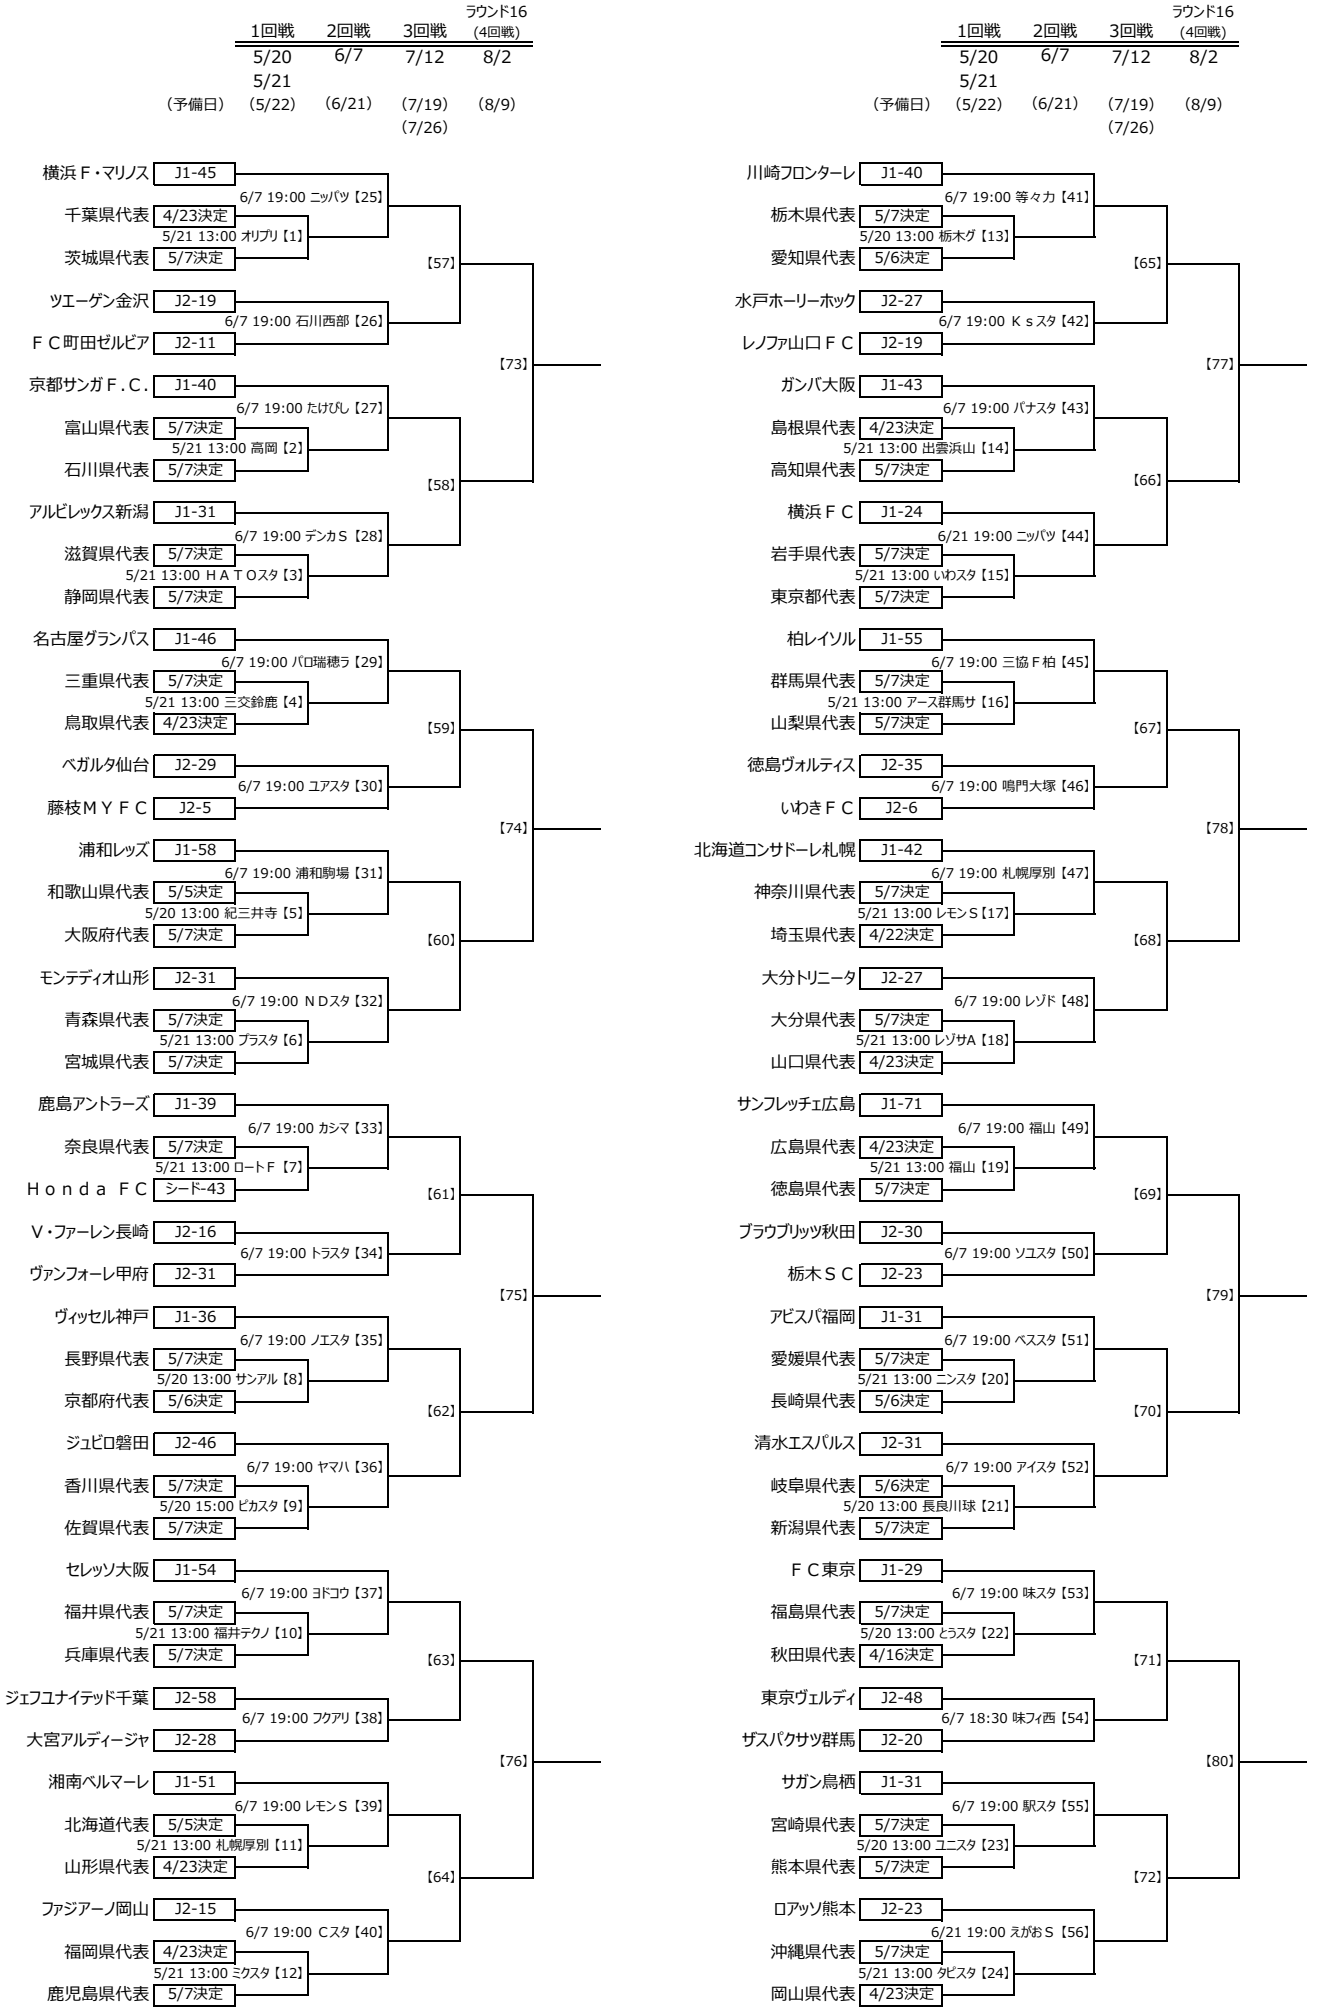 ラウンド16
1回戦 2回戦 3回戦 (4回戦)
5/20 6/7 7/12 8/2
5/21
(予備日) (5/22) (6/21) (7/19) (8/9)
(7/26)
横浜Ｆ・マリノス J1-45
6/7 19:00 ニッパツ【25】
千葉県代表 4/23決定
5/21 13:00 オリプリ【1】
茨城県代表 5/7決定
【57】
ツエーゲン金沢 J2-19
6/7 19:00 石川西部【26】
ＦＣ町田ゼルビア J2-11
【73】
京都サンガＦ.Ｃ. J1-40
6/7 19:00 たけびし【27】
富山県代表 5/7決定
5/21 13:00 高岡【2】
石川県代表 5/7決定
【58】
アルビレックス新潟 J1-31
6/7 19:00 デンカＳ【28】
滋賀県代表 5/7決定
5/21 13:00 ＨＡＴＯスタ【3】
静岡県代表 5/7決定
名古屋グランパス J1-46
6/7 19:00 パロ瑞穂ラ【29】
三重県代表 5/7決定
5/21 13:00 三交鈴鹿【4】
鳥取県代表 4/23決定
【59】
ベガルタ仙台 J2-29
6/7 19:00 ユアスタ【30】
藤枝ＭＹＦＣ J2-5
【74】
浦和レッズ J1-58
6/7 19:00 浦和駒場【31】
和歌山県代表 5/5決定
5/20 13:00 紀三井寺【5】
大阪府代表 5/7決定
【60】
モンテディオ山形 J2-31
6/7 19:00 ＮＤスタ【32】
青森県代表 5/7決定
5/21 13:00 プラスタ【6】
宮城県代表 5/7決定
鹿島アントラーズ J1-39
6/7 19:00 カシマ【33】
奈良県代表 5/7決定
5/21 13:00 ロートＦ【7】
Ｈｏｎｄａ ＦＣ シード-43
【61】
Ｖ・ファーレン長崎 J2-16
6/7 19:00 トラスタ【34】
ヴァンフォーレ甲府 J2-31
【75】
ヴィッセル神戸 J1-36
6/7 19:00 ノエスタ【35】
長野県代表 5/7決定
5/20 13:00 サンアル【8】
京都府代表 5/6決定
【62】
ジュビロ磐田 J2-46
6/7 19:00 ヤマハ【36】
香川県代表 5/7決定
5/20 15:00 ピカスタ【9】
佐賀県代表 5/7決定
セレッソ大阪 J1-54
6/7 19:00 ヨドコウ【37】
福井県代表 5/7決定
5/21 13:00 福井テクノ【10】
兵庫県代表 5/7決定
【63】
ジェフユナイテッド千葉 J2-58
6/7 19:00 フクアリ【38】
大宮アルディージャ J2-28
【76】
湘南ベルマーレ J1-51
6/7 19:00 レモンＳ【39】
北海道代表 5/5決定
5/21 13:00 札幌厚別【11】
山形県代表 4/23決定
【64】
ファジアーノ岡山 J2-15
6/7 19:00 Ｃスタ【40】
福岡県代表 4/23決定
5/21 13:00 ミクスタ【12】
鹿児島県代表 5/7決定
ラウンド16
1回戦 2回戦 3回戦 (4回戦)
5/20 6/7 7/12 8/2
5/21
(予備日) (5/22) (6/21) (7/19) (8/9)
(7/26)
川崎フロンターレ J1-40
6/7 19:00 等々力【41】
栃木県代表 5/7決定
5/20 13:00 栃木グ【13】
愛知県代表 5/6決定
【65】
水戸ホーリーホック J2-27
6/7 19:00 Ｋｓスタ【42】
レノファ山口ＦＣ J2-19
【77】
ガンバ大阪 J1-43
6/7 19:00 パナスタ【43】
島根県代表 4/23決定
5/21 13:00 出雲浜山【14】
高知県代表 5/7決定
【66】
横浜ＦＣ J1-24
6/21 19:00 ニッパツ【44】
岩手県代表 5/7決定
5/21 13:00 いわスタ【15】
東京都代表 5/7決定
柏レイソル J1-55
6/7 19:00 三協Ｆ柏【45】
群馬県代表 5/7決定
5/21 13:00 アース群馬サ【16】
山梨県代表 5/7決定
【67】
徳島ヴォルティス J2-35
6/7 19:00 鳴門大塚【46】
いわきＦＣ J2-6
【78】
北海道コンサドーレ札幌 J1-42
6/7 19:00 札幌厚別【47】
神奈川県代表 5/7決定
5/21 13:00 レモンＳ【17】
埼玉県代表 4/22決定
【68】
大分トリニータ J2-27
6/7 19:00 レゾド【48】
大分県代表 5/7決定
5/21 13:00 レゾサA【18】
山口県代表 4/23決定
サンフレッチェ広島 J1-71
6/7 19:00 福山【49】
広島県代表 4/23決定
5/21 13:00 福山【19】
徳島県代表 5/7決定
【69】
ブラウブリッツ秋田 J2-30
6/7 19:00 ソユスタ【50】
栃木ＳＣ J2-23
【79】
アビスパ福岡 J1-31
6/7 19:00 ベススタ【51】
愛媛県代表 5/7決定
5/21 13:00 ニンスタ【20】
長崎県代表 5/6決定
【70】
清水エスパルス J2-31
6/7 19:00 アイスタ【52】
岐阜県代表 5/6決定
5/20 13:00 長良川球【21】
新潟県代表 5/7決定
ＦＣ東京 J1-29
6/7 19:00 味スタ【53】
福島県代表 5/7決定
5/20 13:00 とうスタ【22】
秋田県代表 4/16決定
【71】
東京ヴェルディ J2-48
6/7 18:30 味フィ西【54】
ザスパクサツ群馬 J2-20
【80】
サガン鳥栖 J1-31
6/7 19:00 駅スタ【55】
宮崎県代表 5/7決定
5/20 13:00 ユニスタ【23】
熊本県代表 5/7決定
【72】
ロアッソ熊本 J2-23
6/21 19:00 えがおＳ【56】
沖縄県代表 5/7決定
5/21 13:00 タピスタ【24】
岡山県代表 4/23決定